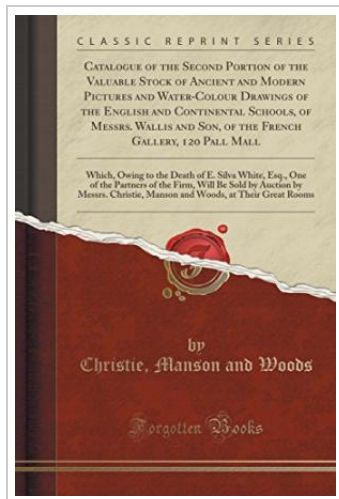 CLASSIC REPRINT SERIES
CATALOGUE OF THE SECOND PORTION OF THE
VALUABLE STOCK OF ANCIENT AND MODERN
PICTURES AND WATER-COLOUR DRAWINGS OF
THE ENGLISH AND CONTINENTAL SCHOOLS, OF
MESSRS. WALLIS AND SON, OF THE FRENCH
GALLERY, 120 PALL MALL
Which, Owing to the Death of E. Silva White, Esq., One
of the Partners of the Firm, Will Be Sold by Auction by
Messrs. Christie, Manson and Woods, at Their Great Rooms
by
Christie, Manson and Woods
Forgotten Books